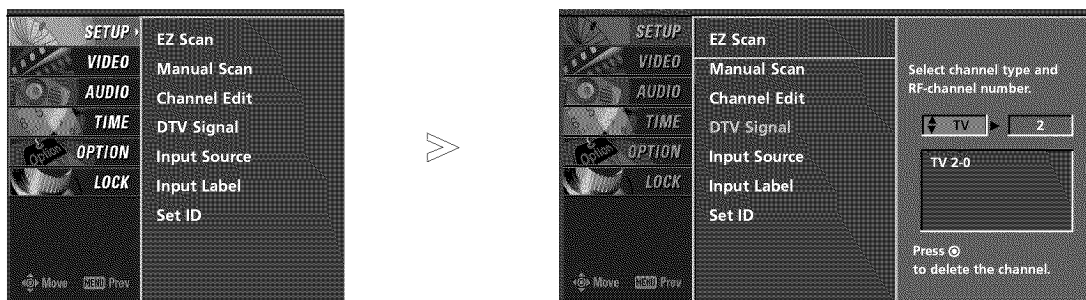 SETUP
VIDEO
AUDIO
TIME
OPTION
LOCK
Option
EZ Scan
Manual Scan
Channel Edit
DTV Signal
Input Source
Input Label
Set ID
Move
MENU Prev
SETUP
VIDEO
AUDIO
TIME
OPTION
LOCK
Option
EZ Scan
Manual Scan
Channel Edit
DTV Signal
Input Source
Input Label
Set ID
Move
MENU Prev
Select channel type and
RF-channel number.
TV 2
TV 2-0
Press
to delete the channel.